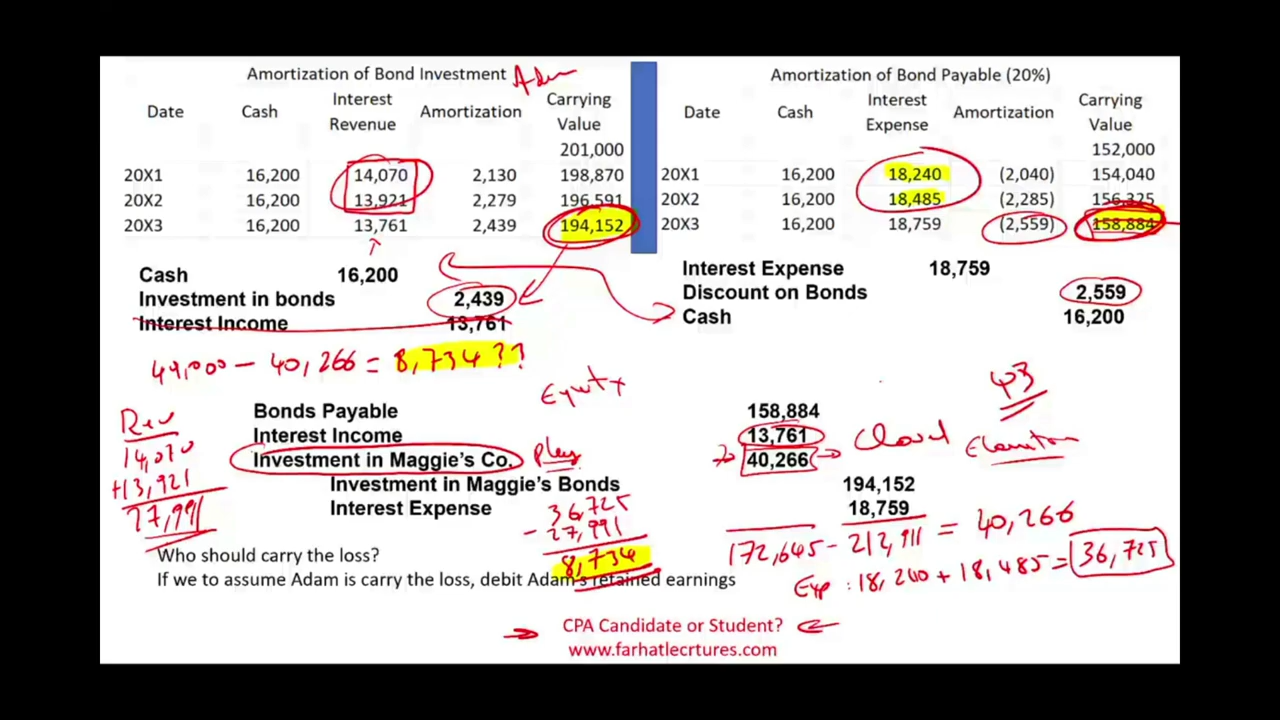 Amortization of Bond Investment Adam
Date Cash Interest Revenue Amortization Carrying Value
201,000
20X1 16,200 14,070 2,130 198,870
20X2 16,200 13,921 2,279 196,591
20X3 16,200 13,761 2,439 194,152
Cash 16,200
Investment in bonds 2,439
Interest Income 13,761
49,000 - 40,266 = 8,734 ??
Amortization of Bond Payable (20%)
Date Cash Interest Expense Amortization Carrying Value
152,000
20X1 16,200 18,240 (2,040) 154,040
20X2 16,200 18,485 (2,285) 156,325
20X3 16,200 18,759 (2,559) 158,884
Interest Expense 18,759
Discount on Bonds 2,559
Cash 16,200
Equity
Rev
14,070
+13,921
27,991
Bonds Payable 158,884
Interest Income 13,761
Investment in Maggie's Co. 40,266
Investment in Maggie's Bonds 194,152
Interest Expense 18,759
Closed
Elimination
36,725
- 27,991
8,734
172,645 - 212,911 = 40,266
Exp : 18,240 + 18,485 = 36,725
Who should carry the loss?
If we to assume Adam is carry the loss, debit Adam's retained earnings
CPA Candidate or Student?
www.farhatlecrtures.com